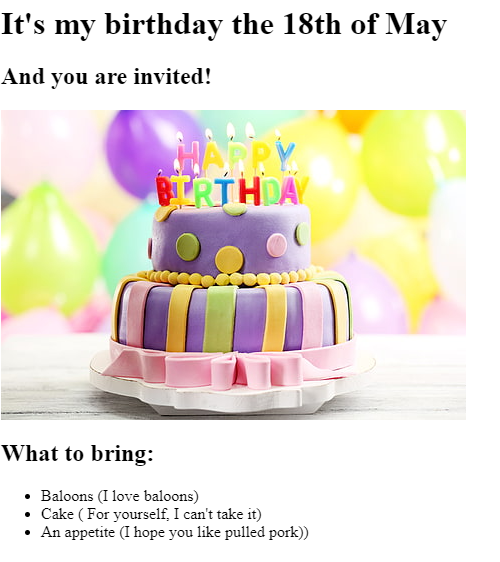 It's my birthday the 18th of May
And you are invited!
HAPPY
BIRTHDAY
What to bring:
Baloons (I love baloons)
Cake ( For yourself, I can't take it)
An appetite (I hope you like pulled pork))